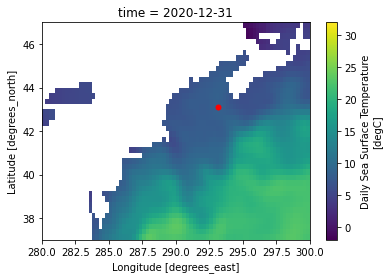 time = 2020-12-31
Latitude [degrees_north]
46
44
42
40
38
280.0 282.5 285.0 287.5 290.0 292.5 295.0 297.5 300.0
Longitude [degrees_east]
30
25
20
15
10
5
0
Daily Sea Surface Temperature
[degC]